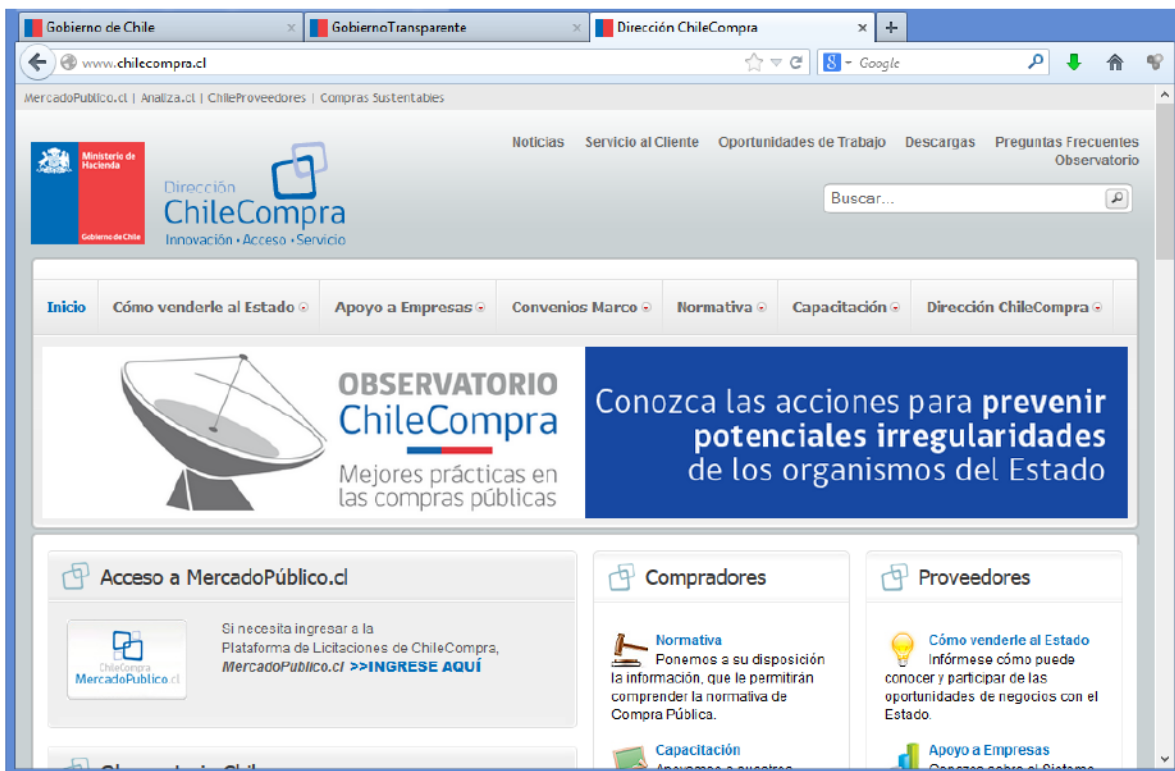 Gobierno de Chile
GobiernoTransparente
Dirección ChileCompra
www.chilecompra.cl
Google
MercadoPublico.cl | Analiza.cl | ChileProveedores | Compras Sustentables
Noticias Servicio al Cliente Oportunidades de Trabajo Descargas Preguntas Frecuentes
Observatorio
Ministerio de
Hacienda
Gobierno de Chile
Dirección
ChileCompra
Innovación • Acceso • Servicio
Buscar...
Inicio Cómo venderle al Estado Apoyo a Empresas Convenios Marco Normativa Capacitación Dirección ChileCompra
OBSERVATORIO
ChileCompra
Mejores prácticas en
las compras públicas
Conozca las acciones para prevenir
potenciales irregularidades
de los organismos del Estado
Acceso a MercadoPúblico.cl
ChileCompra
MercadoPublico.cl
Si necesita ingresar a la
Plataforma de Licitaciones de ChileCompra,
MercadoPublico.cl >>INGRESE AQUÍ
Compradores
Normativa
Ponemos a su disposición
la información, que le permitirán
comprender la normativa de
Compra Pública.
Capacitación
Proveedores
Cómo venderle al Estado
Infórmese cómo puede
conocer y participar de las
oportunidades de negocios con el
Estado.
Apoyo a Empresas